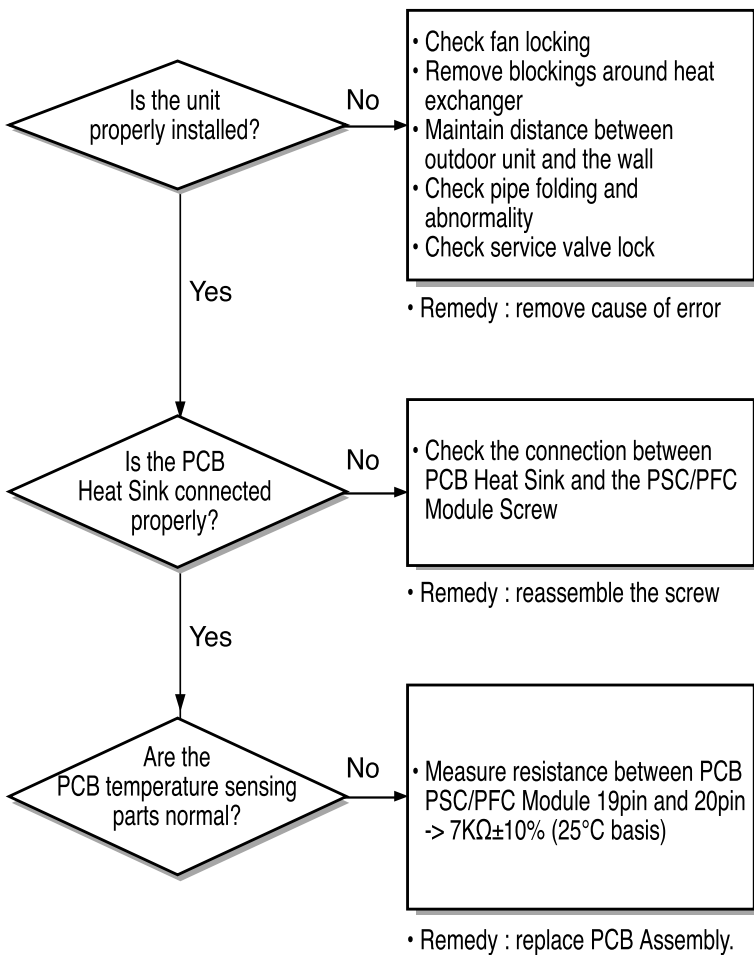 Is the unit
properly installed?
No
• Check fan locking
• Remove blockings around heat
exchanger
• Maintain distance between
outdoor unit and the wall
• Check pipe folding and
abnormality
• Check service valve lock
• Remedy : remove cause of error
Yes
Is the PCB
Heat Sink connected
properly?
No
• Check the connection between
PCB Heat Sink and the PSC/PFC
Module Screw
• Remedy : reassemble the screw
Yes
Are the
PCB temperature sensing
parts normal?
No
• Measure resistance between PCB
PSC/PFC Module 19pin and 20pin
-> 7KΩ±10% (25°C basis)
• Remedy : replace PCB Assembly.